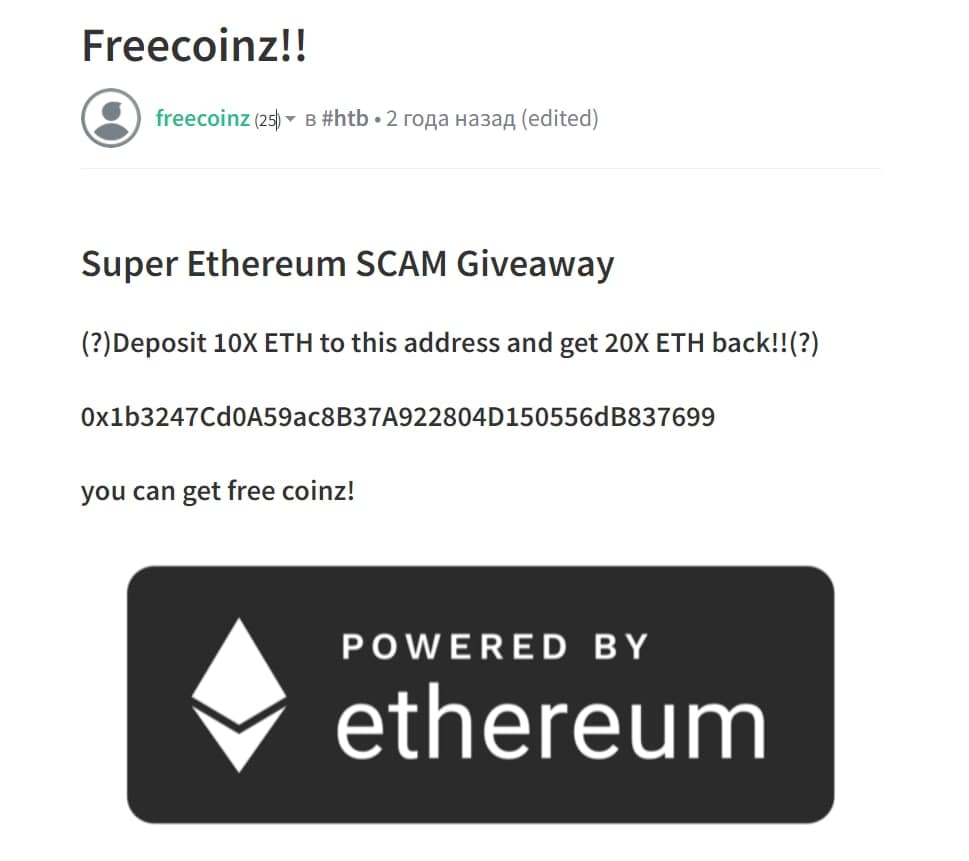 Freecoinz!!
freecoinz (25) в #htb • 2 года назад (edited)
Super Ethereum SCAM Giveaway
(?)Deposit 10X ETH to this address and get 20X ETH back!!(?)
0x1b3247Cd0A59ac8B37A922804D150556dB837699
you can get free coinz!
POWERED BY
ethereum